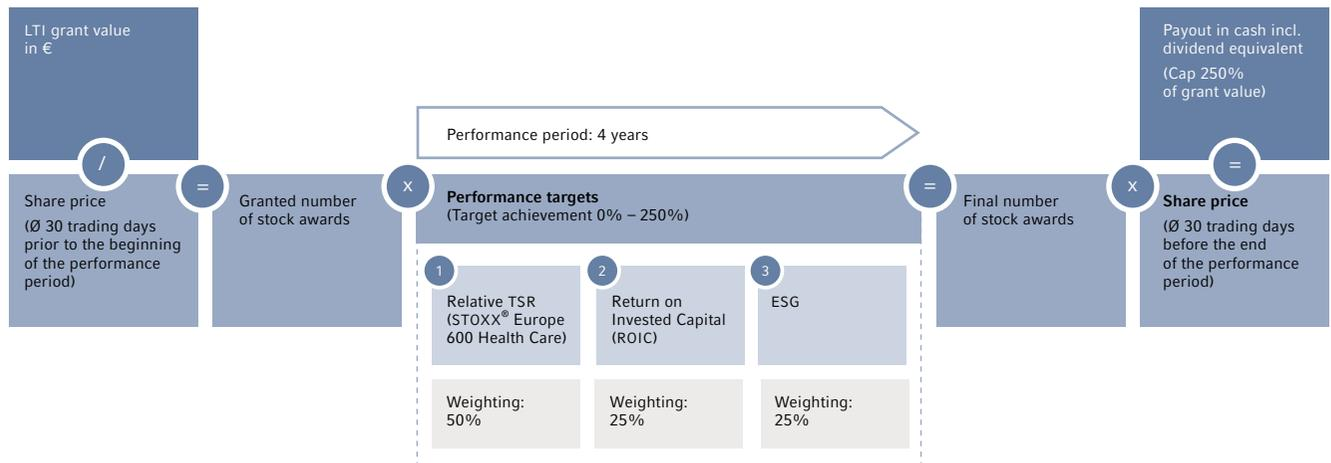 LTI grant value
in €
/
Share price
(Ø 30 trading days
prior to the beginning
of the performance
period)
=
Granted number
of stock awards
x
Performance period: 4 years
Performance targets
(Target achievement 0% – 250%)
1
Relative TSR
(STOXX® Europe
600 Health Care)
Weighting:
50%
2
Return on
Invested Capital
(ROIC)
Weighting:
25%
3
ESG
Weighting:
25%
=
Final number
of stock awards
x
Share price
(Ø 30 trading days
before the end
of the performance
period)
=
Payout in cash incl.
dividend equivalent
(Cap 250%
of grant value)